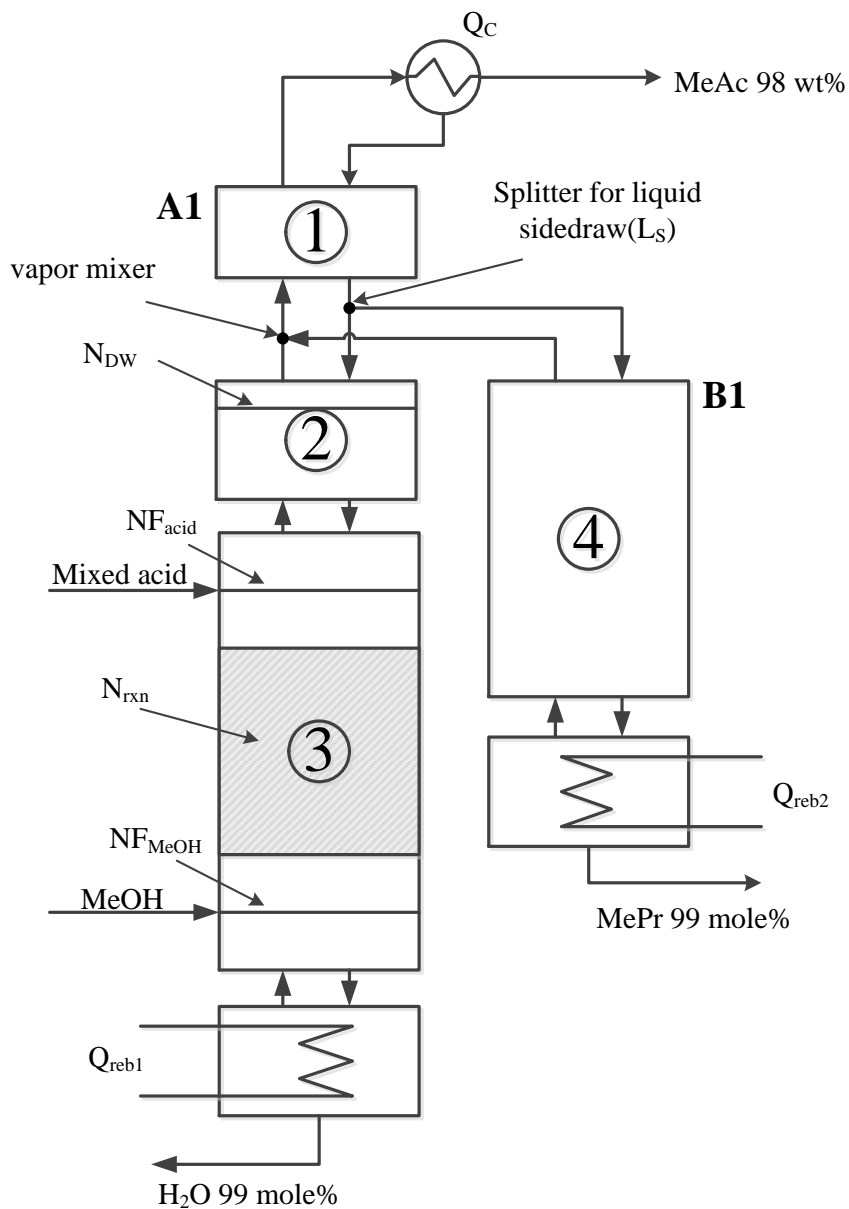 Q_C
MeAc 98 wt%
A1
1
Splitter for liquid
sidedraw(L_S)
vapor mixer
N_DW
B1
2
NF_acid
4
Mixed acid
N_rxn
3
Q_reb2
NF_MeOH
MeOH
MePr 99 mole%
Q_reb1
H₂O 99 mole%